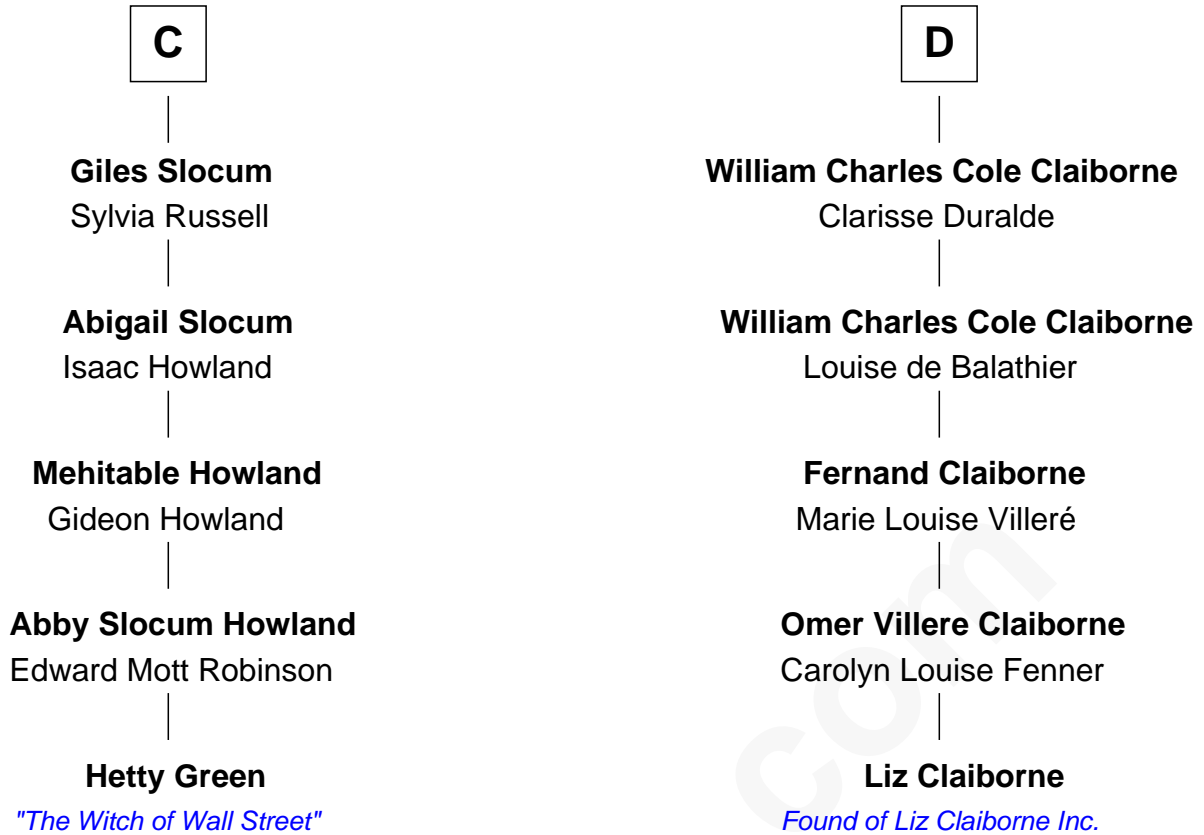 C
Giles Slocum
Sylvia Russell
Abigail Slocum
Isaac Howland
Mehitable Howland
Gideon Howland
Abby Slocum Howland
Edward Mott Robinson
Hetty Green
"The Witch of Wall Street"
D
William Charles Cole Claiborne
Clarisse Duralde
William Charles Cole Claiborne
Louise de Balathier
Fernand Claiborne
Marie Louise Villeré
Omer Villere Claiborne
Carolyn Louise Fenner
Liz Claiborne
Found of Liz Claiborne Inc.
com